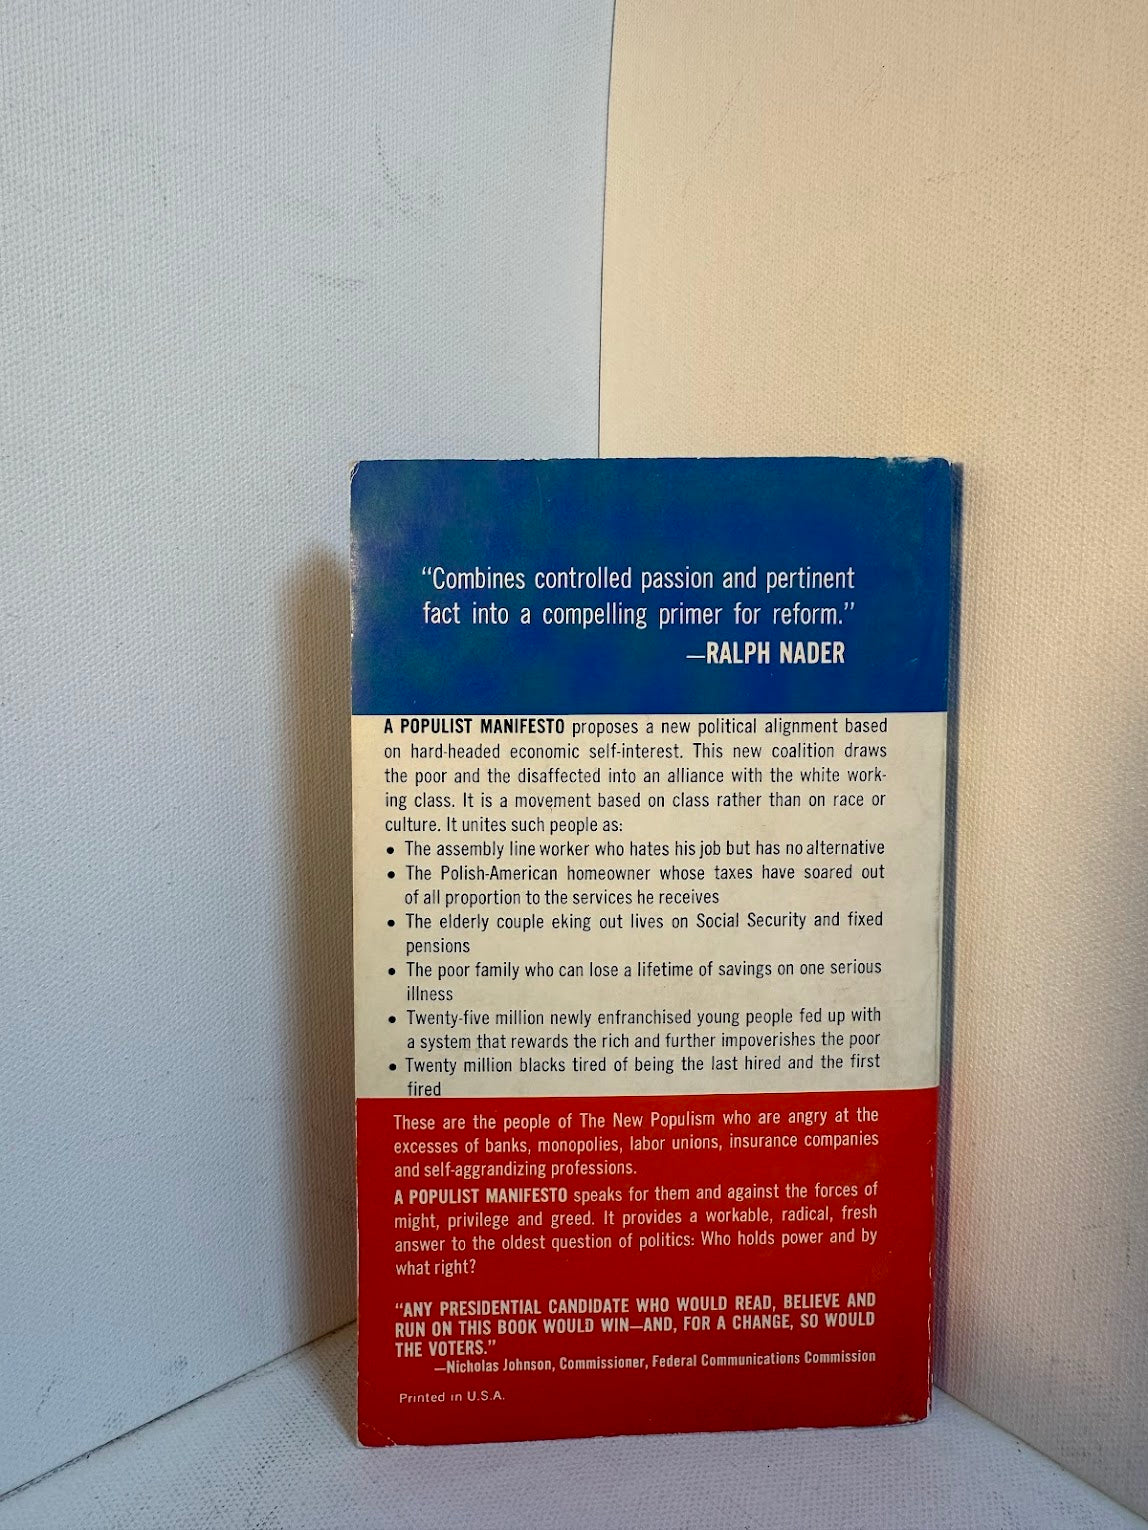 “Combines controlled passion and pertinent
fact into a compelling primer for reform.”
—RALPH NADER
A POPULIST MANIFESTO proposes a new political alignment based
on hard-headed economic self-interest. This new coalition draws
the poor and the disaffected into an alliance with the white work-
ing class. It is a movement based on class rather than on race or
culture. It unites such people as:
• The assembly line worker who hates his job but has no alternative
• The Polish-American homeowner whose taxes have soared out
of all proportion to the services he receives
• The elderly couple eking out lives on Social Security and fixed
pensions
• The poor family who can lose a lifetime of savings on one serious
illness
• Twenty-five million newly enfranchised young people fed up with
a system that rewards the rich and further impoverishes the poor
• Twenty million blacks tired of being the last hired and the first
fired
These are the people of The New Populism who are angry at the
excesses of banks, monopolies, labor unions, insurance companies
and self-aggrandizing professions.
A POPULIST MANIFESTO speaks for them and against the forces of
might, privilege and greed. It provides a workable, radical, fresh
answer to the oldest question of politics: Who holds power and by
what right?
“ANY PRESIDENTIAL CANDIDATE WHO WOULD READ, BELIEVE AND
RUN ON THIS BOOK WOULD WIN—AND, FOR A CHANGE, SO WOULD
THE VOTERS.”
—Nicholas Johnson, Commissioner, Federal Communications Commission
Printed in U.S.A.